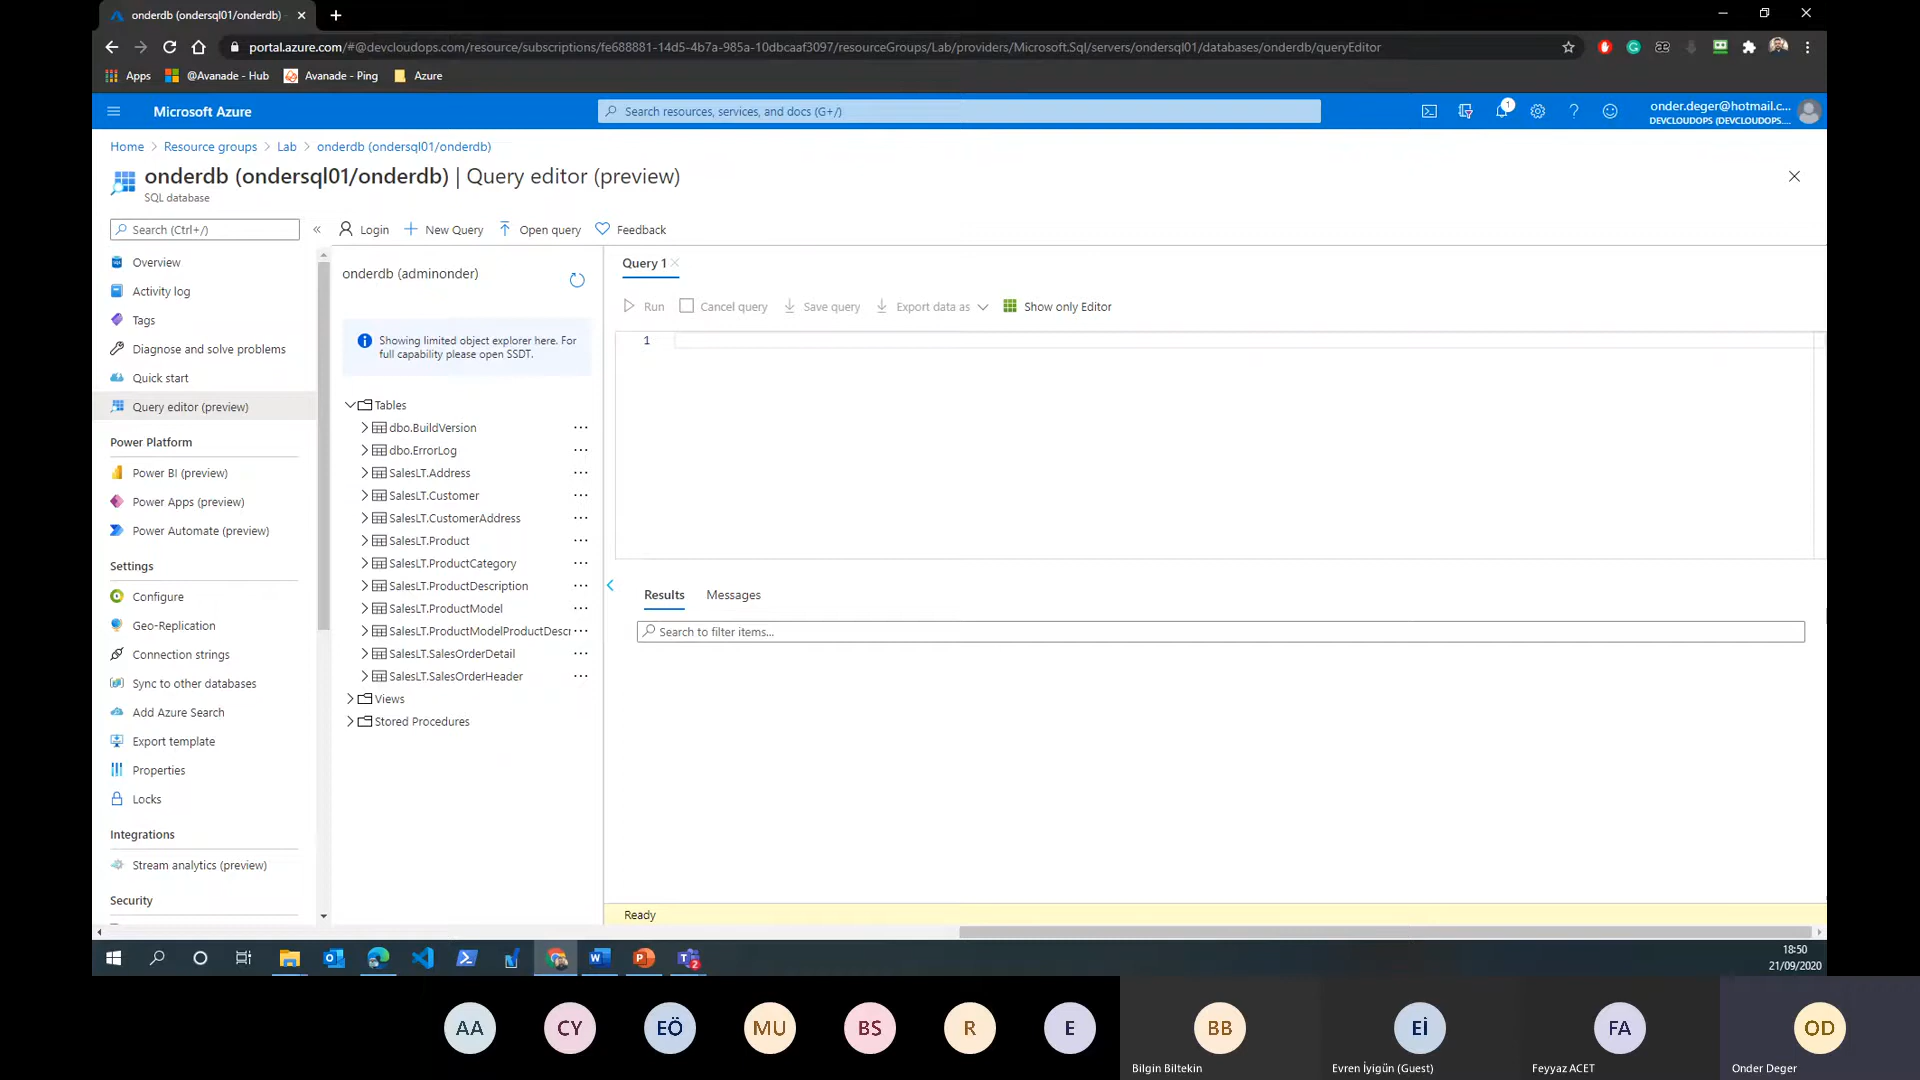 onderdb (ondersql01/onderdb)
portal.azure.com/#@devcloudops.com/resource/subscriptions/fe688881-14d5-4b7a-985a-10dbcaaf3097/resourceGroups/Lab/providers/Microsoft.Sql/servers/ondersql01/databases/onderdb/queryEditor
Apps @Avanade - Hub Avanade - Ping Azure
Microsoft Azure Search resources, services, and docs (G+/) 1 onder.deger@hotmail.c...
DEVCLOUDOPS (DEVCLOUDOPS....
Home > Resource groups > Lab > onderdb (ondersql01/onderdb)
onderdb (ondersql01/onderdb) | Query editor (preview)
SQL database
Search (Ctrl+/) « Login New Query Open query Feedback
Overview
Activity log
Tags
Diagnose and solve problems
Quick start
Query editor (preview)
Power Platform
Power BI (preview)
Power Apps (preview)
Power Automate (preview)
Settings
Configure
Geo-Replication
Connection strings
Sync to other databases
Add Azure Search
Export template
Properties
Locks
Integrations
Stream analytics (preview)
Security
onderdb (adminonder)
Showing limited object explorer here. For
full capability please open SSDT.
Tables
dbo.BuildVersion ...
dbo.ErrorLog ...
SalesLT.Address ...
SalesLT.Customer ...
SalesLT.CustomerAddress ...
SalesLT.Product ...
SalesLT.ProductCategory ...
SalesLT.ProductDescription ...
SalesLT.ProductModel ...
SalesLT.ProductModelProductDescr ...
SalesLT.SalesOrderDetail ...
SalesLT.SalesOrderHeader ...
Views
Stored Procedures
Query 1
Run Cancel query Save query Export data as Show only Editor
1
Results Messages
Search to filter items...
Ready
18:50
21/09/2020
AA CY EÖ MU BS R E BB Eİ FA OD
Bilgin Biltekin Evren İyigün (Guest) Feyyaz ACET Onder Deger